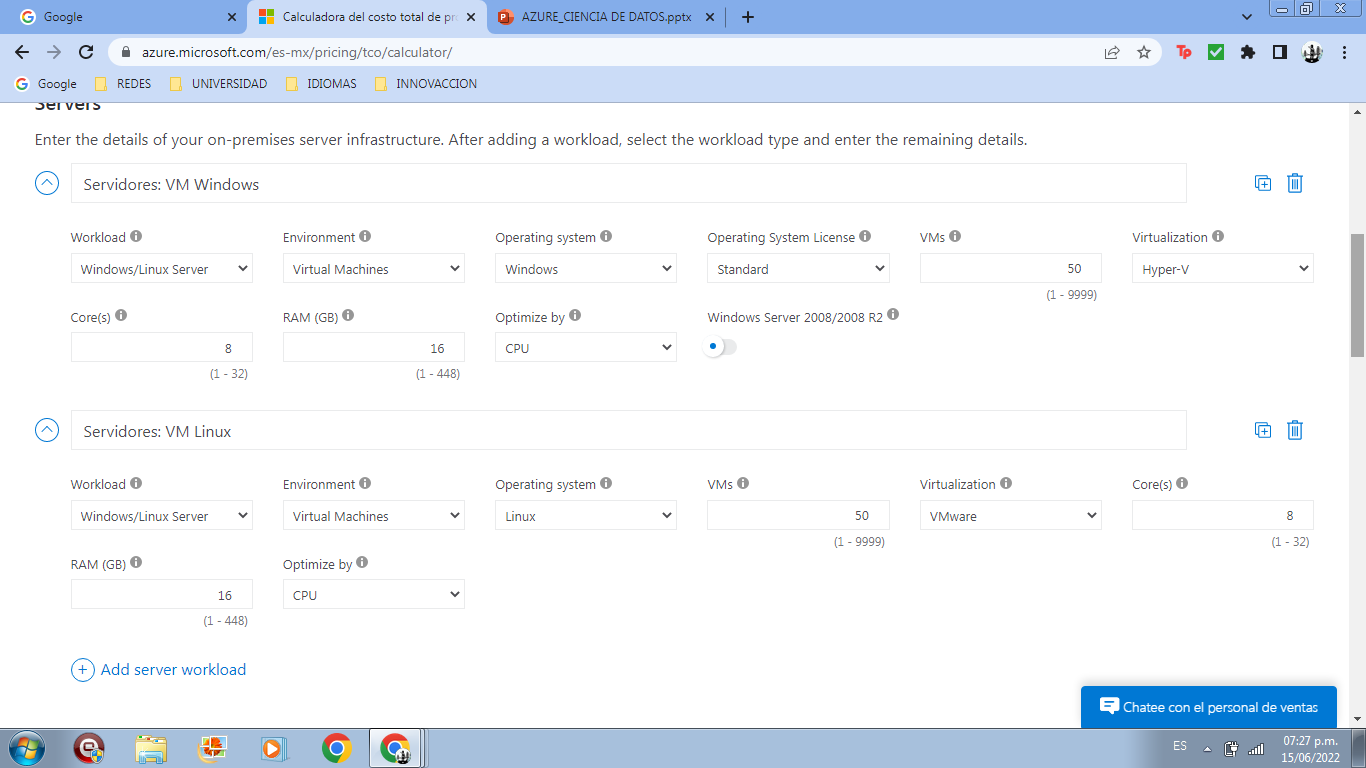 Google
Calculadora del costo total de pro
AZURE_CIENCIA DE DATOS.pptx
azure.microsoft.com/es-mx/pricing/tco/calculator/
Google REDES UNIVERSIDAD IDIOMAS INNOVACCION
Servers
Enter the details of your on-premises server infrastructure. After adding a workload, select the workload type and enter the remaining details.
Servidores: VM Windows
Workload Environment Operating system Operating System License VMs Virtualization
Windows/Linux Server Virtual Machines Windows Standard 50 Hyper-V
(1 - 9999)
Core(s) RAM (GB) Optimize by Windows Server 2008/2008 R2
8 16 CPU
(1 - 32) (1 - 448)
Servidores: VM Linux
Workload Environment Operating system VMs Virtualization Core(s)
Windows/Linux Server Virtual Machines Linux 50 VMware 8
(1 - 9999) (1 - 32)
RAM (GB) Optimize by
16 CPU
(1 - 448)
Add server workload
Chatee con el personal de ventas
ES
07:27 p.m.
15/06/2022